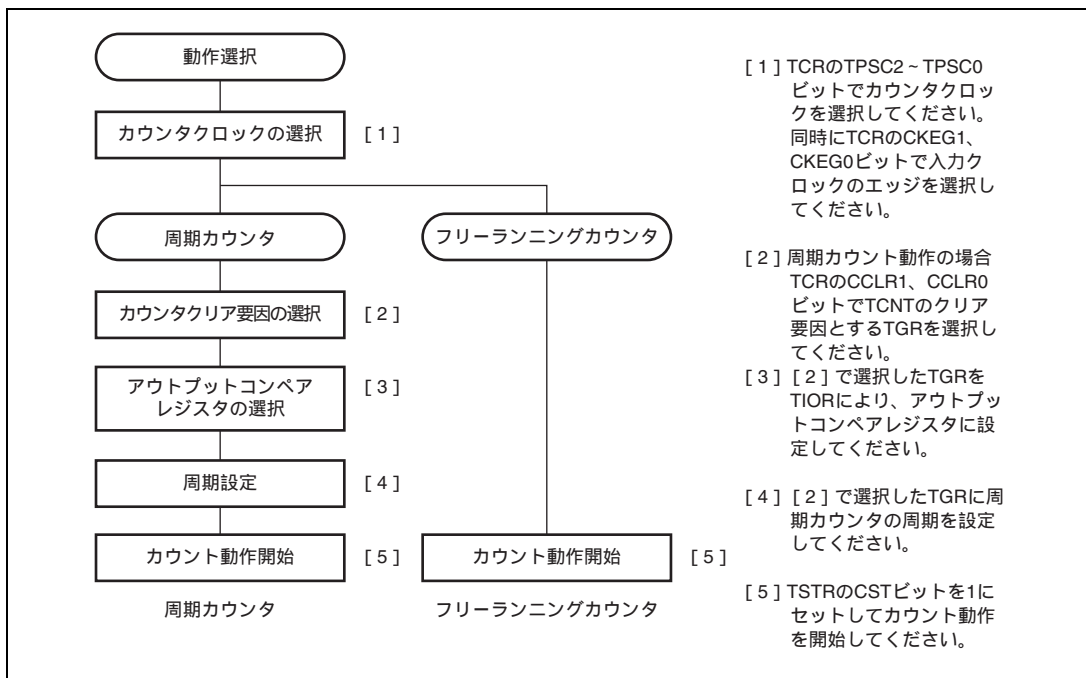 動作選択
カウンタクロックの選択 [1]
周期カウンタ
フリーランニングカウンタ
カウンタクリア要因の選択 [2]
アウトプットコンペア
レジスタの選択 [3]
周期設定 [4]
カウント動作開始 [5]
カウント動作開始 [5]
周期カウンタ
フリーランニングカウンタ
[1] TCRのTPSC2~TPSC0
ビットでカウンタクロッ
クを選択してください。
同時にTCRのCKEG1、
CKEG0ビットで入力ク
ロックのエッジを選択し
てください。
[2] 周期カウント動作の場合
TCRのCCLR1、CCLR0
ビットでTCNTのクリア
要因とするTGRを選択し
てください。
[3] [2]で選択したTGRを
TIORにより、アウトプッ
トコンペアレジスタに設
定してください。
[4] [2]で選択したTGRに周
期カウンタの周期を設定
してください。
[5] TSTRのCSTビットを1に
セットしてカウント動作
を開始してください。